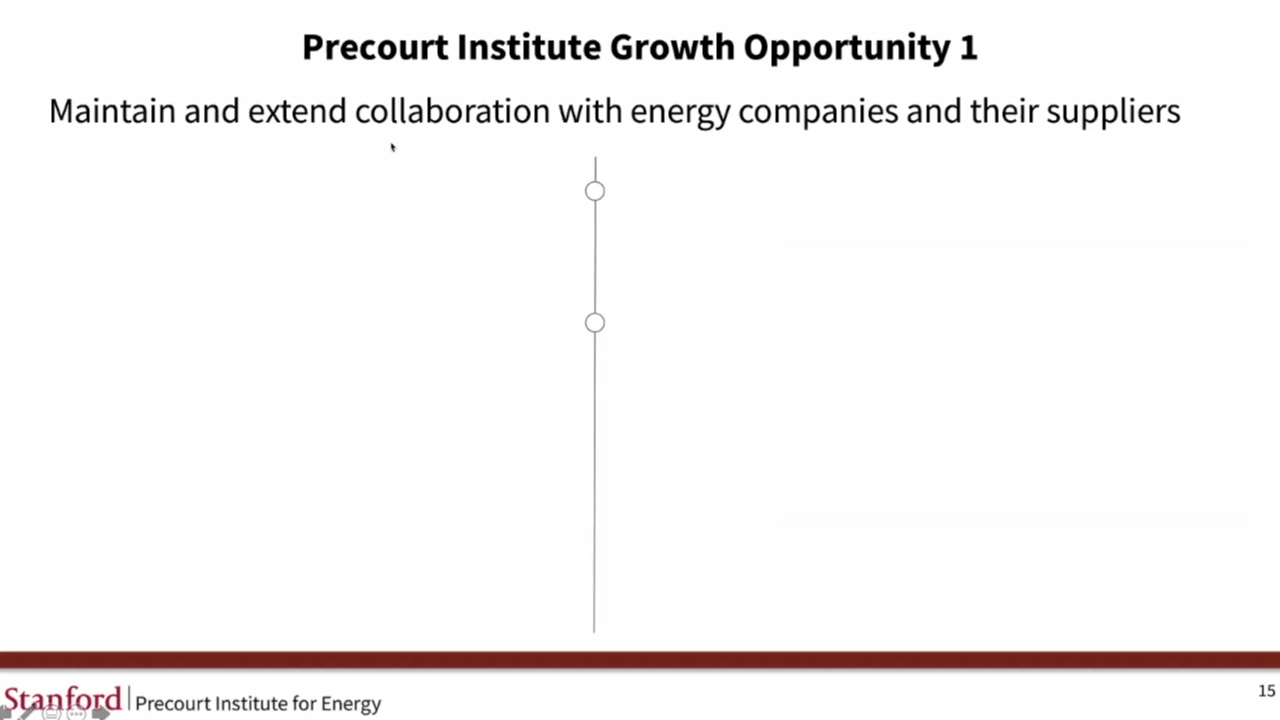 Precourt Institute Growth Opportunity 1
Maintain and extend collaboration with energy companies and their suppliers
Stanford | Precourt Institute for Energy
15